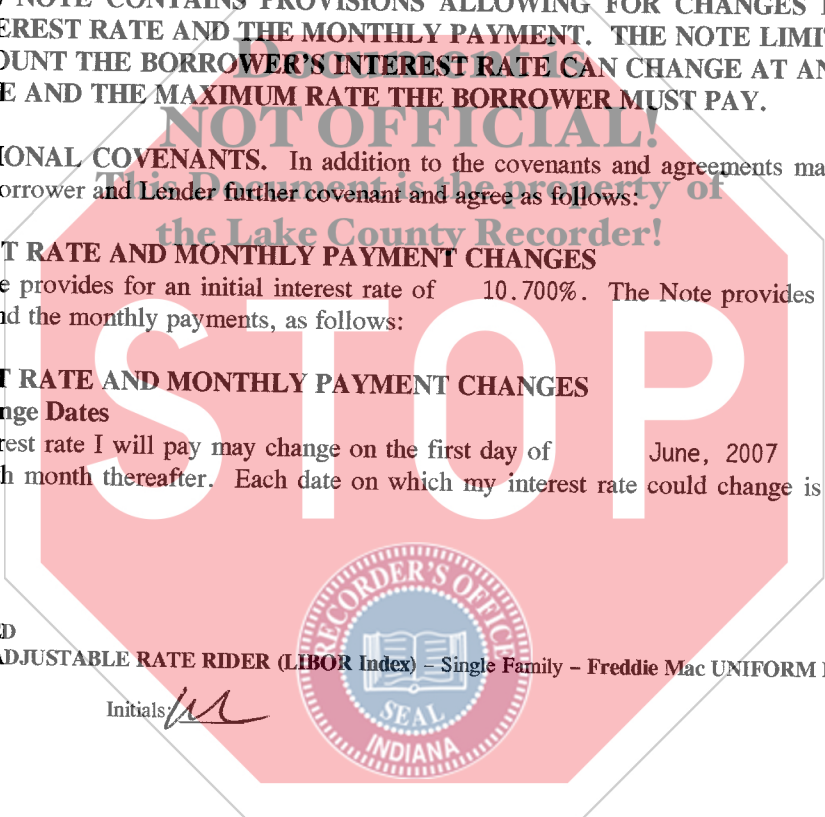 NOTE CONTAINS PROVISIONS ALLOWING FOR CHANGES
EREST RATE AND THE MONTHLY PAYMENT. THE NOTE LIMI
OUNT THE BORROWER'S INTEREST RATE CAN CHANGE AT AN
E AND THE MAXIMUM RATE THE BORROWER MUST PAY.
Document is
NOT OFFICIAL!
This Document is the property of
the Lake County Recorder!
IONAL COVENANTS. In addition to the covenants and agreements ma
orrower and Lender further covenant and agree as follows:
T RATE AND MONTHLY PAYMENT CHANGES
e provides for an initial interest rate of 10.700%. The Note provides
nd the monthly payments, as follows:
STOP
T RATE AND MONTHLY PAYMENT CHANGES
nge Dates
rest rate I will pay may change on the first day of June, 2007
h month thereafter. Each date on which my interest rate could change is
D
ADJUSTABLE RATE RIDER (LIBOR Index) – Single Family – Freddie Mac UNIFORM
Initials:
RECORDER'S OFFICE
SEAL
INDIANA